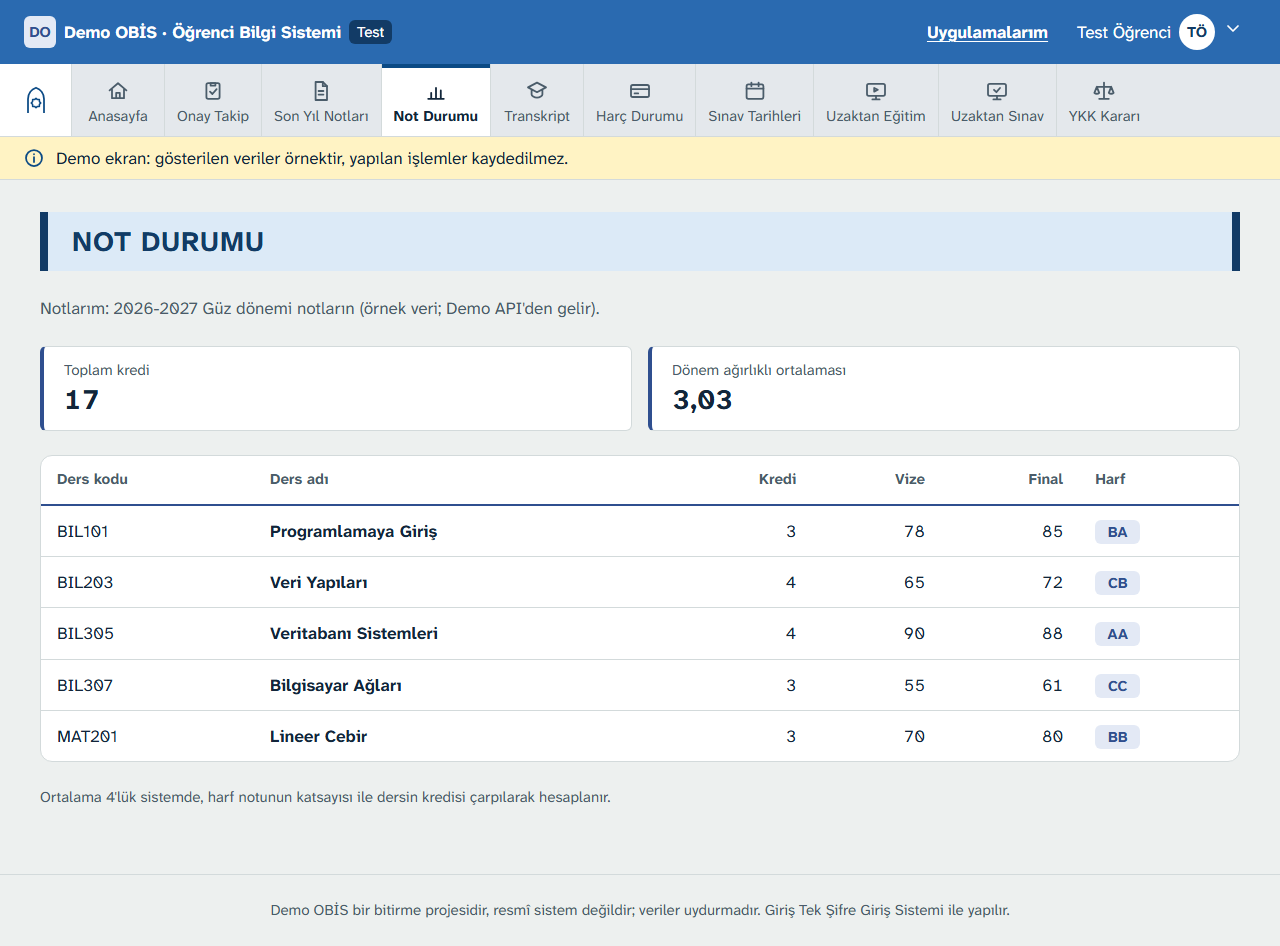 DO Demo OBİS · Öğrenci Bilgi Sistemi Test
Uygulamalarım Test Öğrenci TÖ
Anasayfa Onay Takip Son Yıl Notları Not Durumu Transkript Harç Durumu Sınav Tarihleri Uzaktan Eğitim Uzaktan Sınav YKK Kararı
Demo ekran: gösterilen veriler örnektir, yapılan işlemler kaydedilmez.
NOT DURUMU
Notlarım: 2026-2027 Güz dönemi notların (örnek veri; Demo API'den gelir).
Toplam kredi
17
Dönem ağırlıklı ortalaması
3,03
Ders kodu Ders adı Kredi Vize Final Harf
BIL101 Programlamaya Giriş 3 78 85 BA
BIL203 Veri Yapıları 4 65 72 CB
BIL305 Veritabanı Sistemleri 4 90 88 AA
BIL307 Bilgisayar Ağları 3 55 61 CC
MAT201 Lineer Cebir 3 70 80 BB
Ortalama 4'lük sistemde, harf notunun katsayısı ile dersin kredisi çarpılarak hesaplanır.
Demo OBİS bir bitirme projesidir, resmî sistem değildir; veriler uydurmadır. Giriş Tek Şifre Giriş Sistemi ile yapılır.